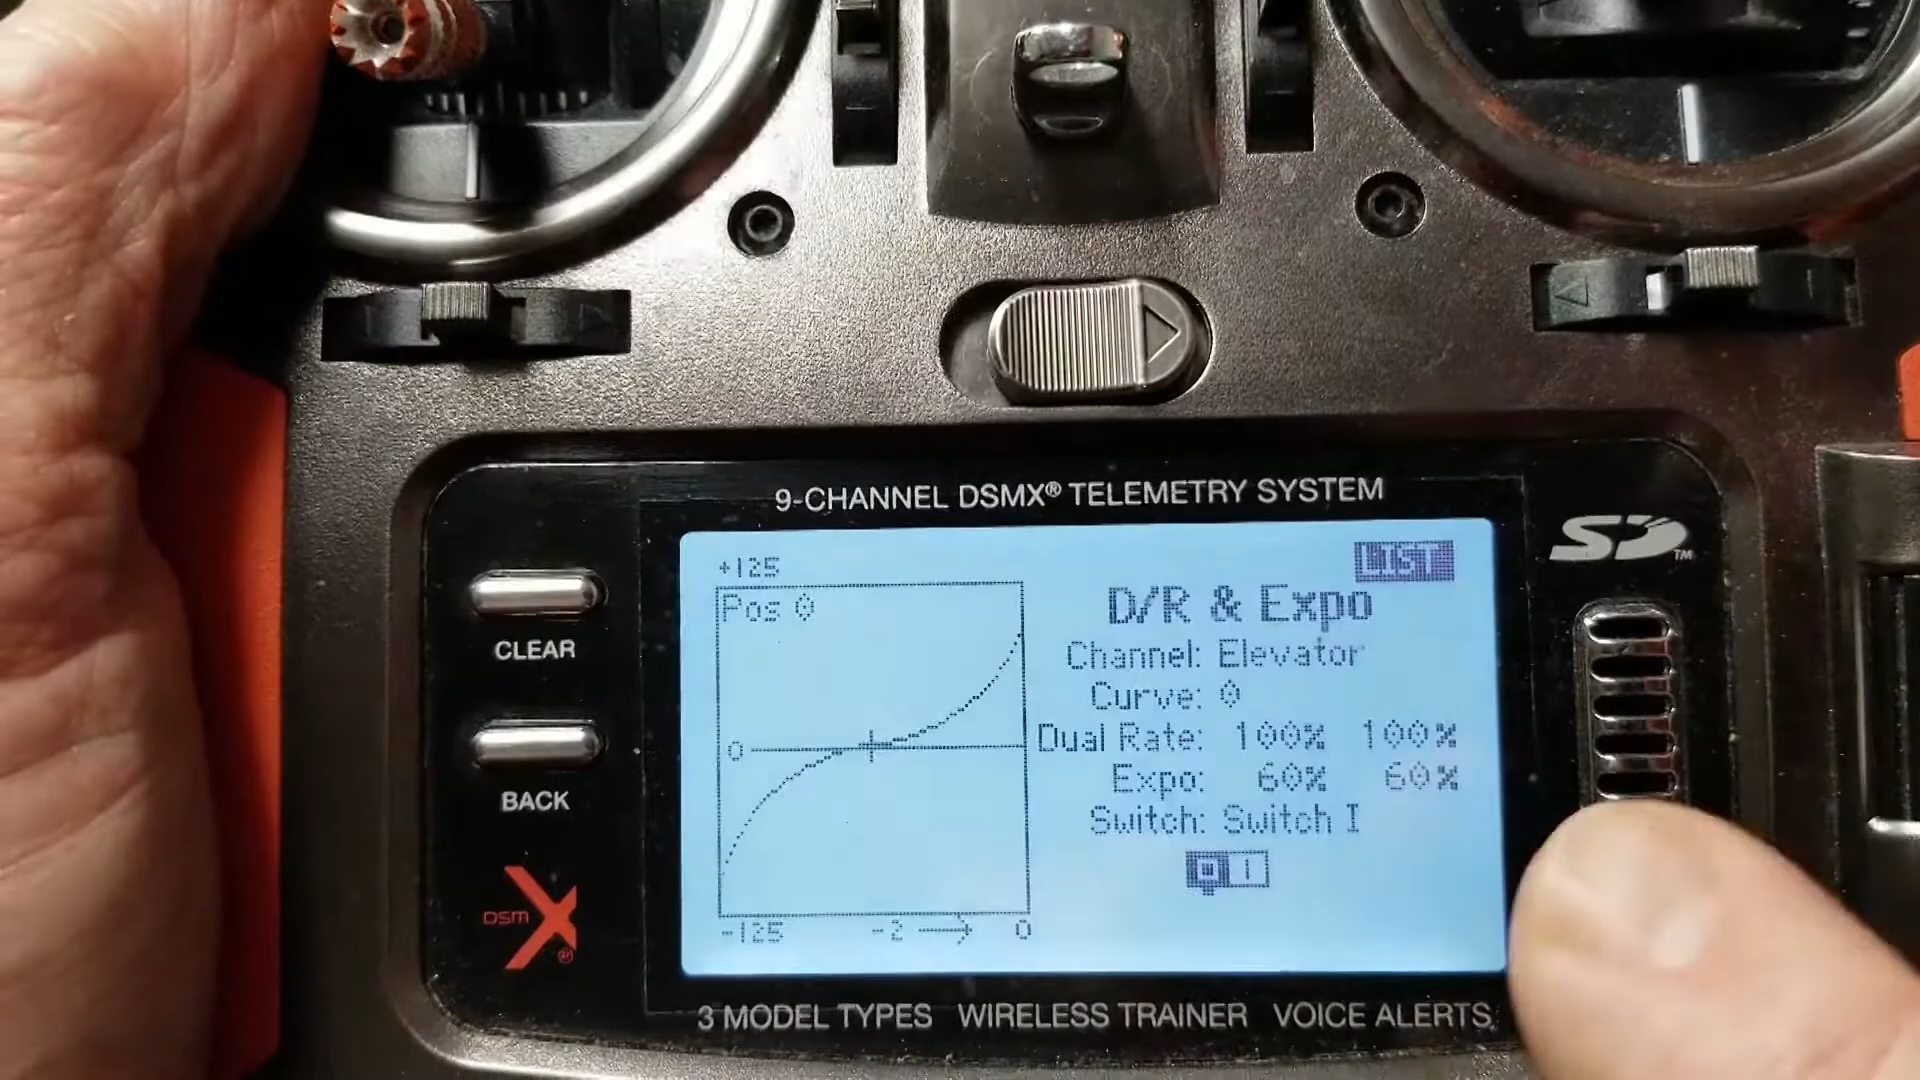 9-CHANNEL DSMX® TELEMETRY SYSTEM
SD™
CLEAR
BACK
DSM X®
LIST
+125
Pos 0
0
-125
-2 → 0
D/R & Expo
Channel: Elevator
Curve: 0
Dual Rate: 100% 100%
Expo: 60% 60%
Switch: Switch I
0 1
3 MODEL TYPES WIRELESS TRAINER VOICE ALERTS